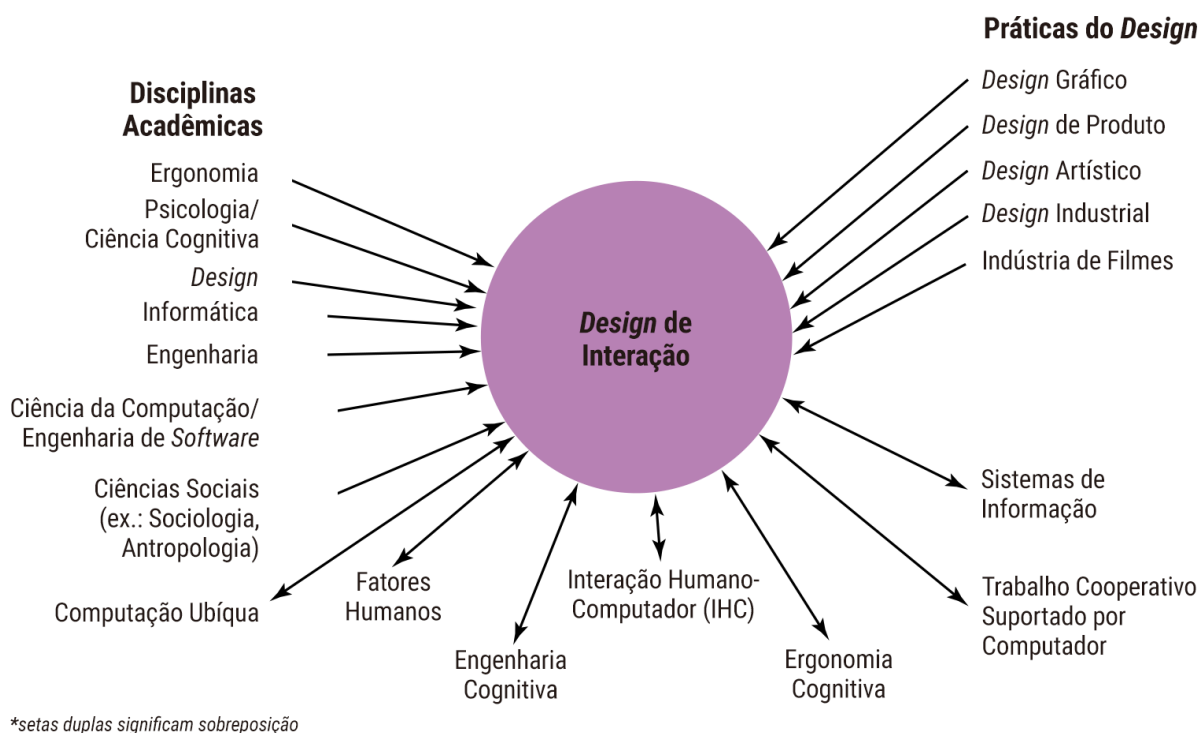 Disciplinas
Acadêmicas
Ergonomia
Psicologia/
Ciência Cognitiva
Design
Informática
Engenharia
Ciência da Computação/
Engenharia de Software
Ciências Sociais
(ex.: Sociologia,
Antropologia)
Computação Ubíqua
Fatores
Humanos
Engenharia
Cognitiva
Interação Humano-
Computador (IHC)
Ergonomia
Cognitiva
Design de
Interação
Práticas do Design
Design Gráfico
Design de Produto
Design Artístico
Design Industrial
Indústria de Filmes
Sistemas de
Informação
Trabalho Cooperativo
Suportado por
Computador
*setas duplas significam sobreposição